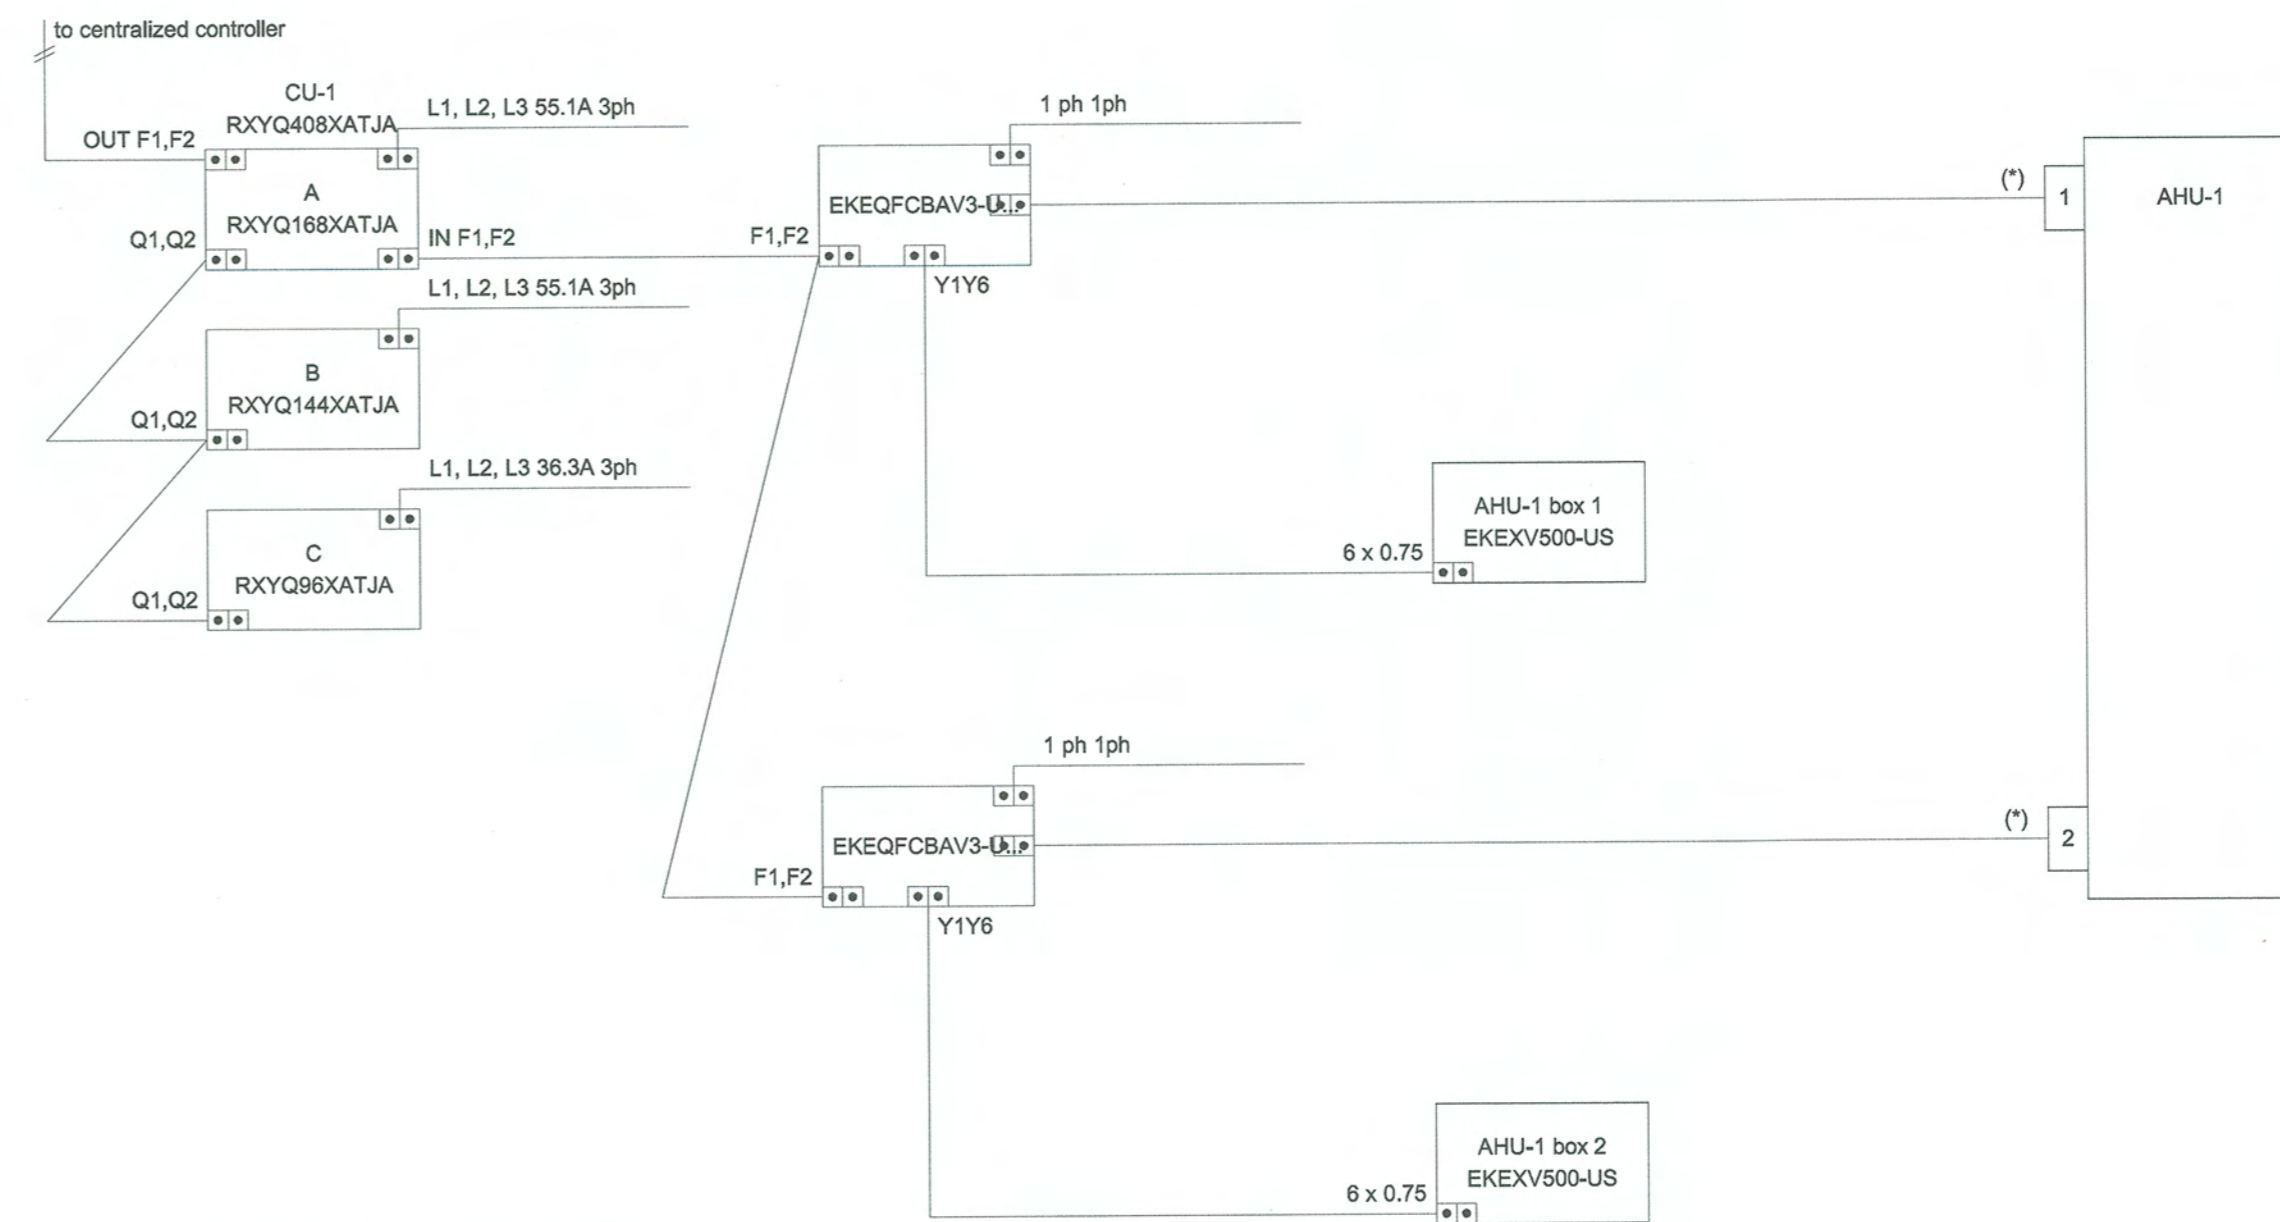 to centralized controller
CU-1
RXYQ408XATJA
L1, L2, L3 55.1A 3ph
OUT F1,F2
A
RXYQ168XATJA
Q1,Q2
IN F1,F2
L1, L2, L3 55.1A 3ph
B
RXYQ144XATJA
Q1,Q2
L1, L2, L3 36.3A 3ph
C
RXYQ96XATJA
Q1,Q2
1 ph 1ph
EKEQFCBAV3-U...
F1,F2
Y1Y6
(*)
1
AHU-1
AHU-1 box 1
EKEXV500-US
6 x 0.75
1 ph 1ph
EKEQFCBAV3-U...
F1,F2
Y1Y6
(*)
2
AHU-1 box 2
EKEXV500-US
6 x 0.75